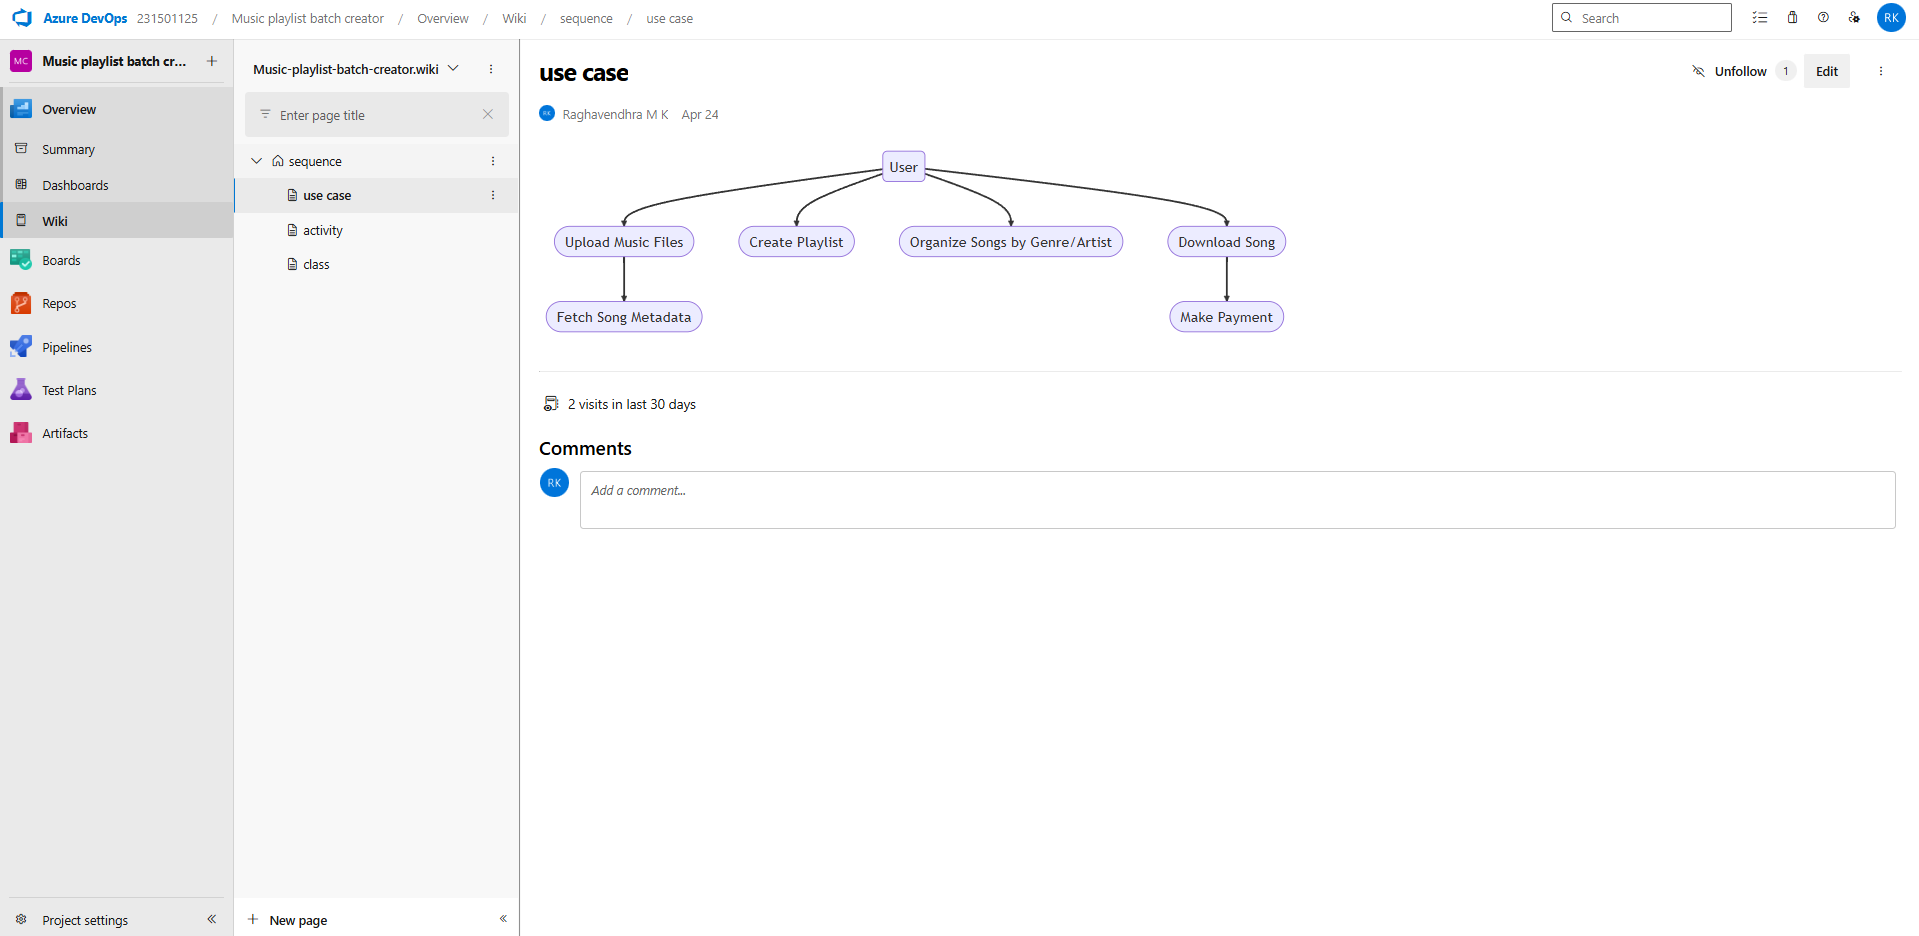 Azure DevOps 231501125 / Music playlist batch creator / Overview / Wiki / sequence / use case
Search
RK
MC Music playlist batch cr...
Overview
Summary
Dashboards
Wiki
Boards
Repos
Pipelines
Test Plans
Artifacts
Project settings
Music-playlist-batch-creator.wiki
Enter page title
sequence
use case
activity
class
New page
use case
Unfollow 1
Edit
RK Raghavendhra M K Apr 24
User
Upload Music Files Create Playlist Organize Songs by Genre/Artist Download Song
Fetch Song Metadata Make Payment
2 visits in last 30 days
Comments
RK
Add a comment...